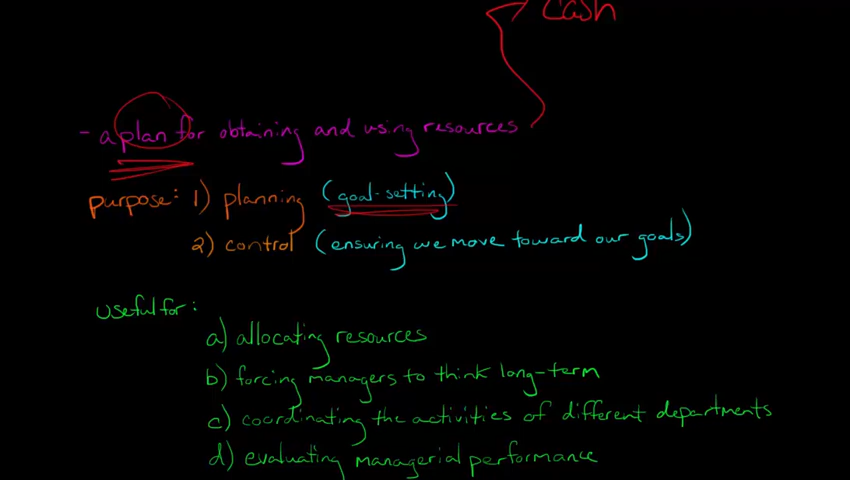 Cash
- a plan for obtaining and using resources
purpose: 1) planning (goal-setting)
2) control (ensuring we move toward our goals)
useful for:
a) allocating resources
b) forcing managers to think long-term
c) coordinating the activities of different departments
d) evaluating managerial performance